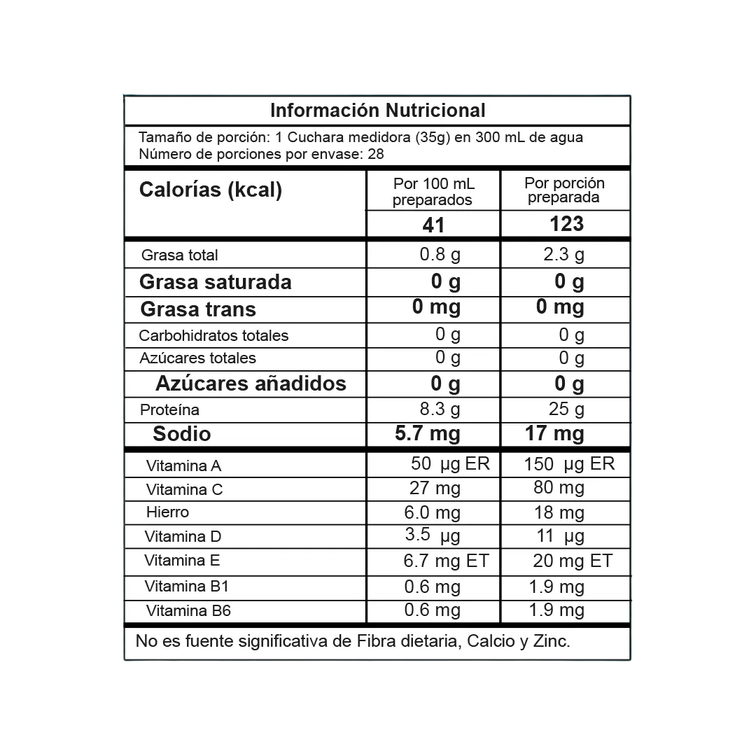 Información Nutricional
Tamaño de porción: 1 Cuchara medidora (35g) en 300 mL de agua
Número de porciones por envase: 28
Calorías (kcal)
Por 100 mL preparados
Por porción preparada
41 123
Grasa total 0.8 g 2.3 g
Grasa saturada 0 g 0 g
Grasa trans 0 mg 0 mg
Carbohidratos totales 0 g 0 g
Azúcares totales 0 g 0 g
Azúcares añadidos 0 g 0 g
Proteína 8.3 g 25 g
Sodio 5.7 mg 17 mg
Vitamina A 50 µg ER 150 µg ER
Vitamina C 27 mg 80 mg
Hierro 6.0 mg 18 mg
Vitamina D 3.5 µg 11 µg
Vitamina E 6.7 mg ET 20 mg ET
Vitamina B1 0.6 mg 1.9 mg
Vitamina B6 0.6 mg 1.9 mg
No es fuente significativa de Fibra dietaria, Calcio y Zinc.